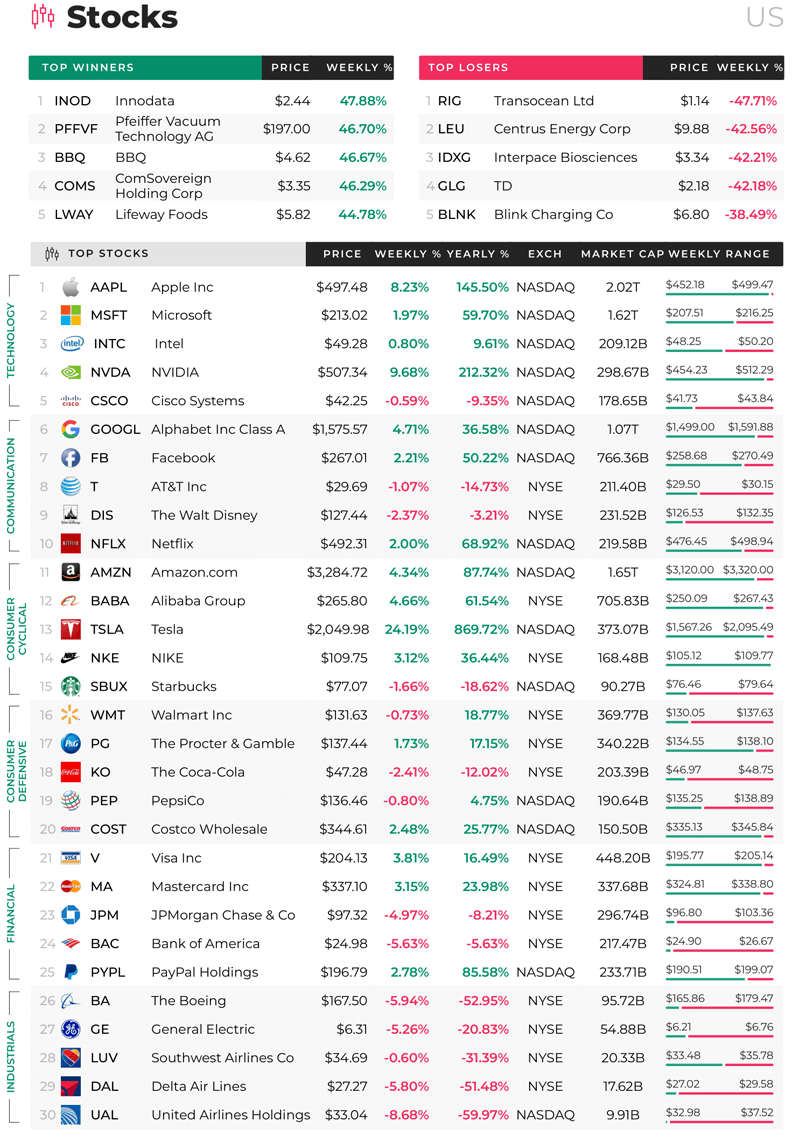 Stocks
US
TOP WINNERS PRICE WEEKLY %
1 INOD Innodata $2.44 47.88%
2 PFFVF Pfeiffer Vacuum Technology AG $197.00 46.70%
3 BBQ BBQ $4.62 46.67%
4 COMS ComSovereign Holding Corp $3.35 46.29%
5 LWAY Lifeway Foods $5.82 44.78%
TOP LOSERS PRICE WEEKLY %
1 RIG Transocean Ltd $1.14 -47.71%
2 LEU Centrus Energy Corp $9.88 -42.56%
3 IDXG Interpace Biosciences $3.34 -42.21%
4 GLG TD $2.18 -42.18%
5 BLNK Blink Charging Co $6.80 -38.49%
TOP STOCKS PRICE WEEKLY % YEARLY % EXCH MARKET CAP WEEKLY RANGE
TECHNOLOGY
1 AAPL Apple Inc $497.48 8.23% 145.50% NASDAQ 2.02T $452.18 $499.47
2 MSFT Microsoft $213.02 1.97% 59.70% NASDAQ 1.62T $207.51 $216.25
3 intel INTC Intel $49.28 0.80% 9.61% NASDAQ 209.12B $48.25 $50.20
4 NVDA NVIDIA $507.34 9.68% 212.32% NASDAQ 298.67B $454.23 $512.29
5 CISCO CSCO Cisco Systems $42.25 -0.59% -9.35% NASDAQ 178.65B $41.73 $43.84
COMMUNICATION
6 G GOOGL Alphabet Inc Class A $1,575.57 4.71% 36.58% NASDAQ 1.07T $1,499.00 $1,591.88
7 f FB Facebook $267.01 2.21% 50.22% NASDAQ 766.36B $258.68 $270.49
8 T AT&T Inc $29.69 -1.07% -14.73% NYSE 211.40B $29.50 $30.15
9 DIS The Walt Disney $127.44 -2.37% -3.21% NYSE 231.52B $126.53 $132.35
10 NETFLIX NFLX Netflix $492.31 2.00% 68.92% NASDAQ 219.58B $476.45 $498.94
CONSUMER CYCLICAL
11 a AMZN Amazon.com $3,284.72 4.34% 87.74% NASDAQ 1.65T $3,120.00 $3,320.00
12 BABA Alibaba Group $265.80 4.66% 61.54% NYSE 705.83B $250.09 $267.43
13 TSLA Tesla $2,049.98 24.19% 869.72% NASDAQ 373.07B $1,567.26 $2,095.49
14 NKE NIKE $109.75 3.12% 36.44% NYSE 168.48B $105.12 $109.77
15 SBUX Starbucks $77.07 -1.66% -18.62% NASDAQ 90.27B $76.46 $79.64
CONSUMER DEFENSIVE
16 WMT Walmart Inc $131.63 -0.73% 18.77% NYSE 369.77B $130.05 $137.63
17 P&G PG The Procter & Gamble $137.44 1.73% 17.15% NYSE 340.22B $134.55 $138.10
18 Coca-Cola KO The Coca-Cola $47.28 -2.41% -12.02% NYSE 203.39B $46.97 $48.75
19 PEP PepsiCo $136.46 -0.80% 4.75% NASDAQ 190.64B $135.25 $138.89
20 Costco COST Costco Wholesale $344.61 2.48% 25.77% NASDAQ 150.50B $335.13 $345.84
FINANCIAL
21 VISA V Visa Inc $204.13 3.81% 16.49% NYSE 448.20B $195.77 $205.14
22 MasterCard MA Mastercard Inc $337.10 3.15% 23.98% NYSE 337.68B $324.81 $338.80
23 JPM JPMorgan Chase & Co $97.32 -4.97% -8.21% NYSE 296.74B $96.80 $103.36
24 BAC Bank of America $24.98 -5.63% -5.63% NYSE 217.47B $24.90 $26.67
25 PYPL PayPal Holdings $196.79 2.78% 85.58% NASDAQ 233.71B $190.51 $199.07
INDUSTRIALS
26 BA The Boeing $167.50 -5.94% -52.95% NYSE 95.72B $165.86 $179.47
27 GE General Electric $6.31 -5.26% -20.83% NYSE 54.88B $6.21 $6.76
28 LUV Southwest Airlines Co $34.69 -0.60% -31.39% NYSE 20.33B $33.48 $35.78
29 DAL Delta Air Lines $27.27 -5.80% -51.48% NYSE 17.62B $27.02 $29.58
30 UAL United Airlines Holdings $33.04 -8.68% -59.97% NASDAQ 9.91B $32.98 $37.52